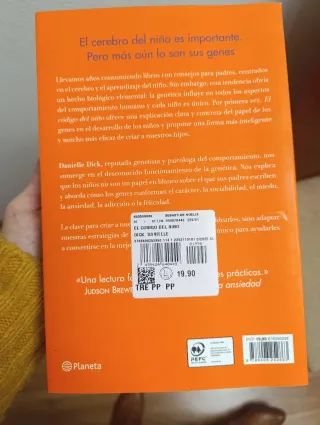 El cerebro del niño es importante.
Pero más aún lo son sus genes
Llevamos años consumiendo libros con consejos para padres, centrados
en el cerebro y el aprendizaje del niño. Sin embargo, con tendencia obvia
un hecho biológico elemental: la genética influye en todos los aspectos
del comportamiento humano y cada niño es único. Por primera vez, El
código del niño ofrece una explicación clara y concreta del papel de los
genes en el desarrollo de los niños y propone una forma más inteligente
y mucho más eficaz de criar a nuestros hijos.
Danielle Dick, reputada genetista y psicóloga del comportamiento, nos
sumerge en el desconocido funcionamiento de la genética. Nos explica
que los niños no son un papel en blanco sobre el que sus padres escriben
y aborda cómo los genes conforman el carácter, la sociabilidad, el miedo,
la ansiedad, la adicción o la felicidad.
La clave para criar a
nuestras estrategias de
a convertirse en la mejor
EL CODIGO DEL NIÑO
DICK, DANIELLE
L
19,90
TRE PP PP
«Una lectura
prácticas.»
JUDSON BREWER
ansiedad
Planeta
PEFC